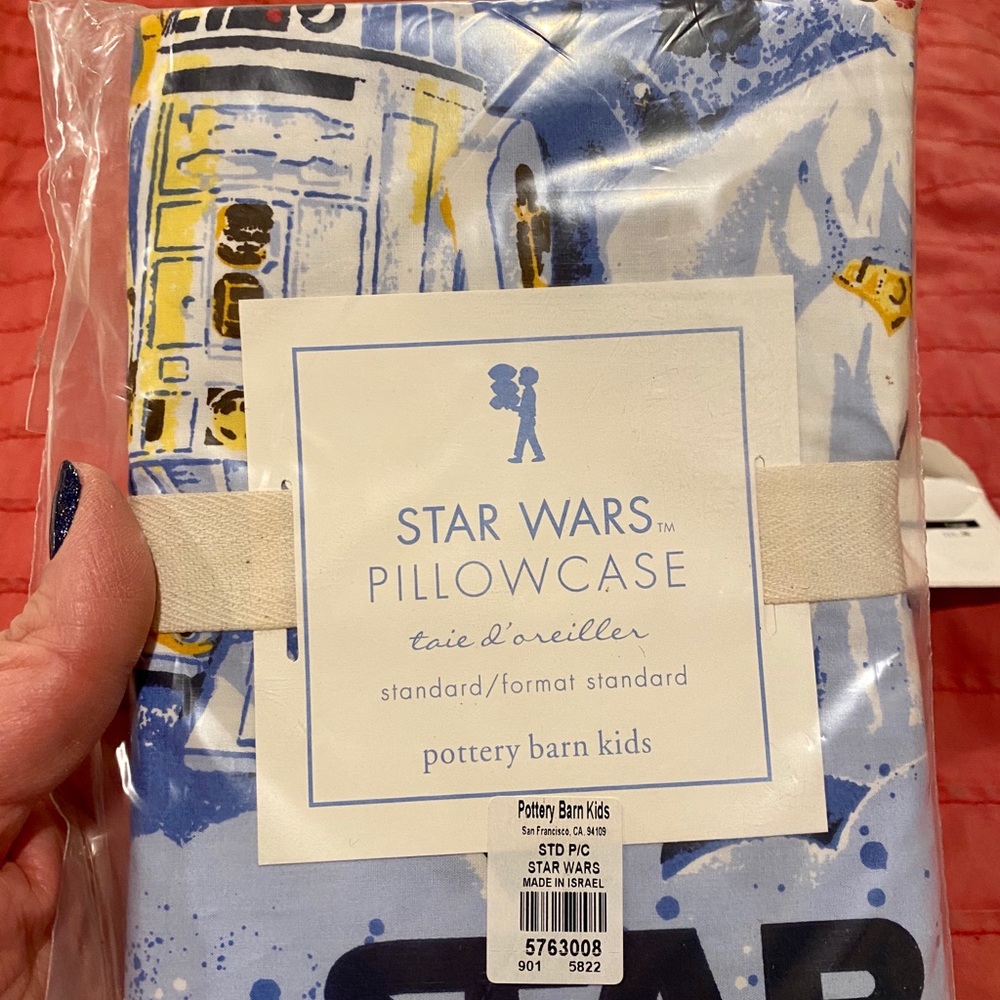 STAR WARS™
PILLOWCASE
taie d'oreiller
standard/format standard
pottery barn kids
Pottery Barn Kids
San Francisco, CA. 94109
STD P/C
STAR WARS
MADE IN ISRAEL
5763008
901 5822
STAR